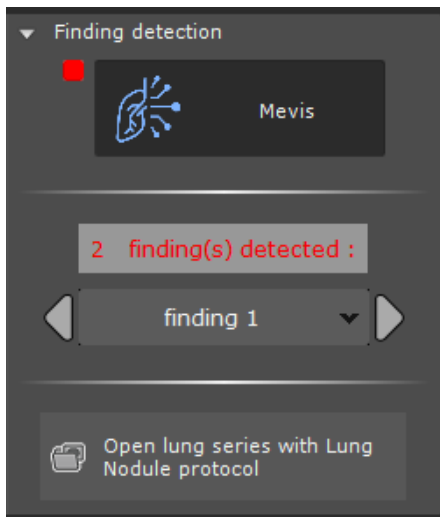 Finding detection
Mevis
2 finding(s) detected :
finding 1
Open lung series with Lung
Nodule protocol